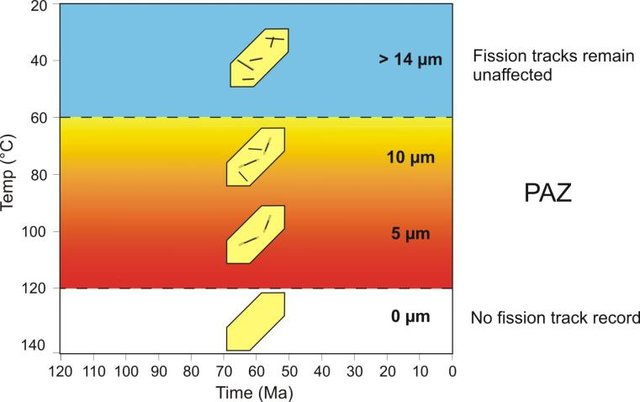 20
40
60
80
100
120
140
Temp (°C)
> 14 µm
10 µm
5 µm
0 µm
Fission tracks remain
unaffected
PAZ
No fission track record
120 110 100 90 80 70 60 50 40 30 20 10 0
Time (Ma)